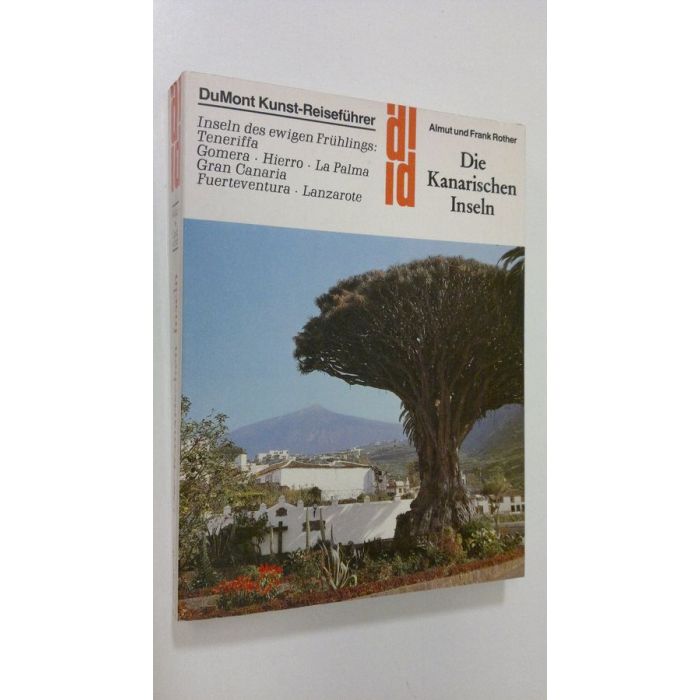 DuMont Kunst-Reiseführer
Inseln des ewigen Frühlings:
Teneriffa
Gomera · Hierro · La Palma
Gran Canaria
Fuerteventura · Lanzarote
Almut und Frank Rother
Die
Kanarischen
Inseln